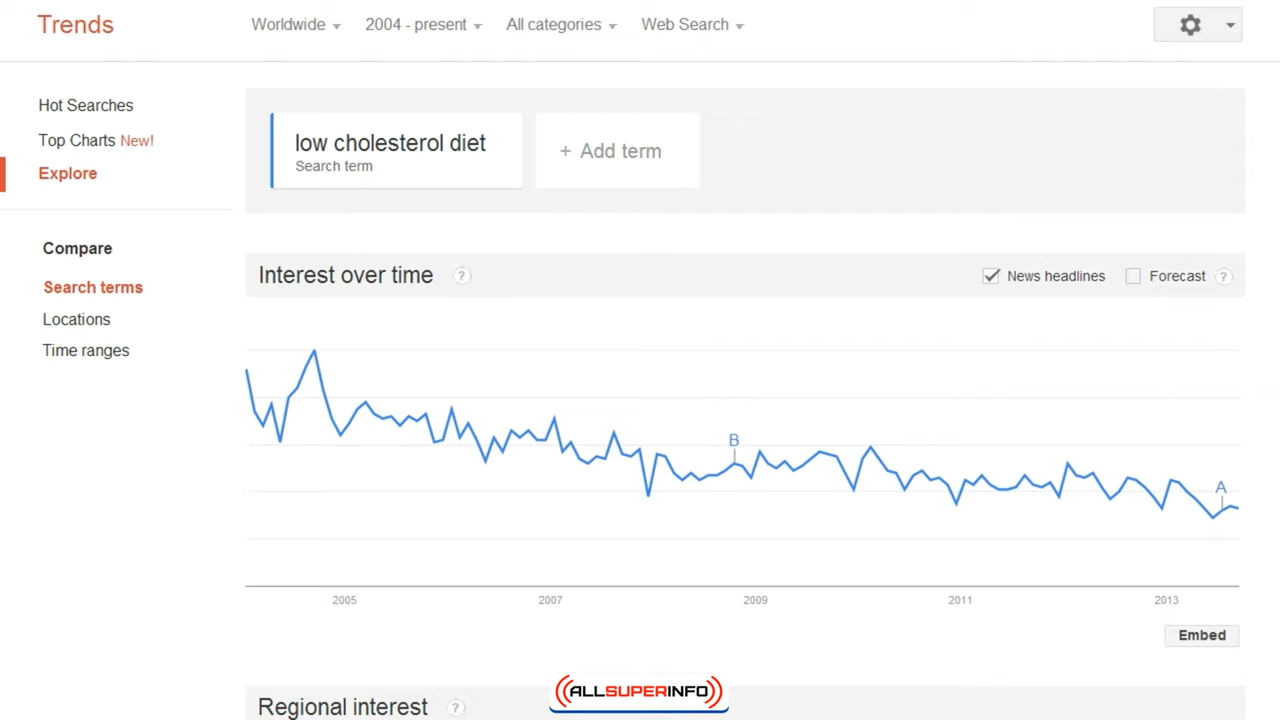 Trends
Worldwide 2004 - present All categories Web Search
Hot Searches
Top Charts New!
Explore
low cholesterol diet
Search term
+ Add term
Compare
Search terms
Locations
Time ranges
Interest over time ?
News headlines Forecast ?
B
A
2005 2007 2009 2011 2013
Embed
ALLSUPERINFO
Regional interest ?